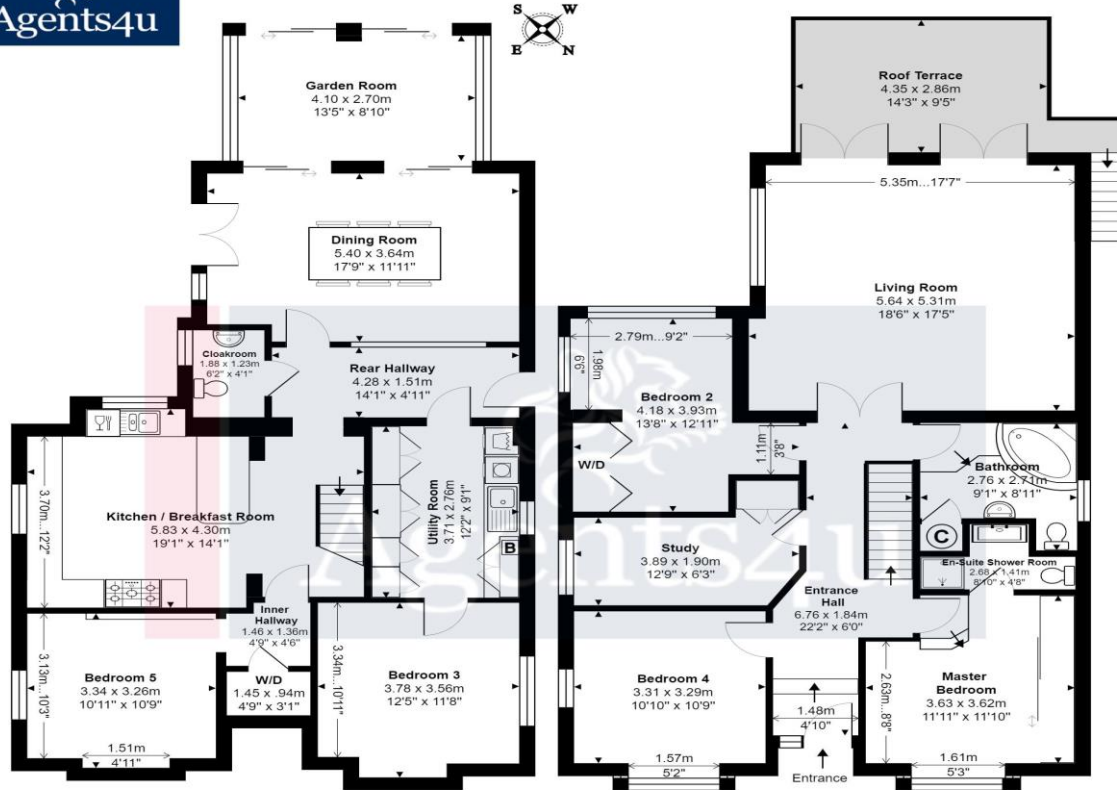 Agents4u
S W
E N
Garden Room
4.10 x 2.70m
13'5" x 8'10"
Dining Room
5.40 x 3.64m
17'9" x 11'11"
Cloakroom
1.88 x 1.23m
6'2" x 4'1"
Rear Hallway
4.28 x 1.51m
14'1" x 4'11"
3.70m...12'2"
Kitchen / Breakfast Room
5.83 x 4.30m
19'1" x 14'1"
Utility Room
3.71 x 2.76m
12'2" x 9'1"
B
Inner
Hallway
1.46 x 1.36m
4'9" x 4'6"
W/D
1.45 x .94m
4'9" x 3'1"
3.13m...10'3"
Bedroom 5
3.34 x 3.26m
10'11" x 10'9"
1.51m
4'11"
3.34m...10'11"
Bedroom 3
3.78 x 3.56m
12'5" x 11'8"
Roof Terrace
4.35 x 2.86m
14'3" x 9'5"
5.35m...17'7"
Living Room
5.64 x 5.31m
18'6" x 17'5"
2.79m...9'2"
1.98m
6'6"
Bedroom 2
4.18 x 3.93m
13'8" x 12'11"
W/D
1.11m
3'8"
Bathroom
2.76 x 2.71m
9'1" x 8'11"
C
En-Suite Shower Room
2.68 x 1.41m
8'10" x 4'8"
Study
3.89 x 1.90m
12'9" x 6'3"
Entrance
Hall
6.76 x 1.84m
22'2" x 6'0"
Bedroom 4
3.31 x 3.29m
10'10" x 10'9"
1.57m
5'2"
1.48m
4'10"
Entrance
2.63m...8'8"
Master
Bedroom
3.63 x 3.62m
11'11" x 11'10"
1.61m
5'3"
Agents4u